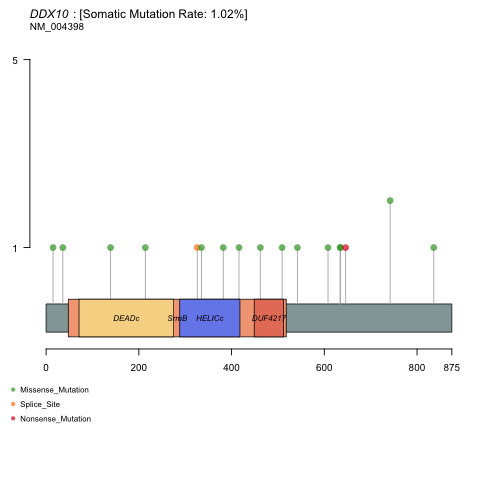 DDX10 : [Somatic Mutation Rate: 1.02%]
NM_004398
5
1
DEADc SrmB HELICc DUF4217
0 200 400 600 800 875
Missense_Mutation
Splice_Site
Nonsense_Mutation